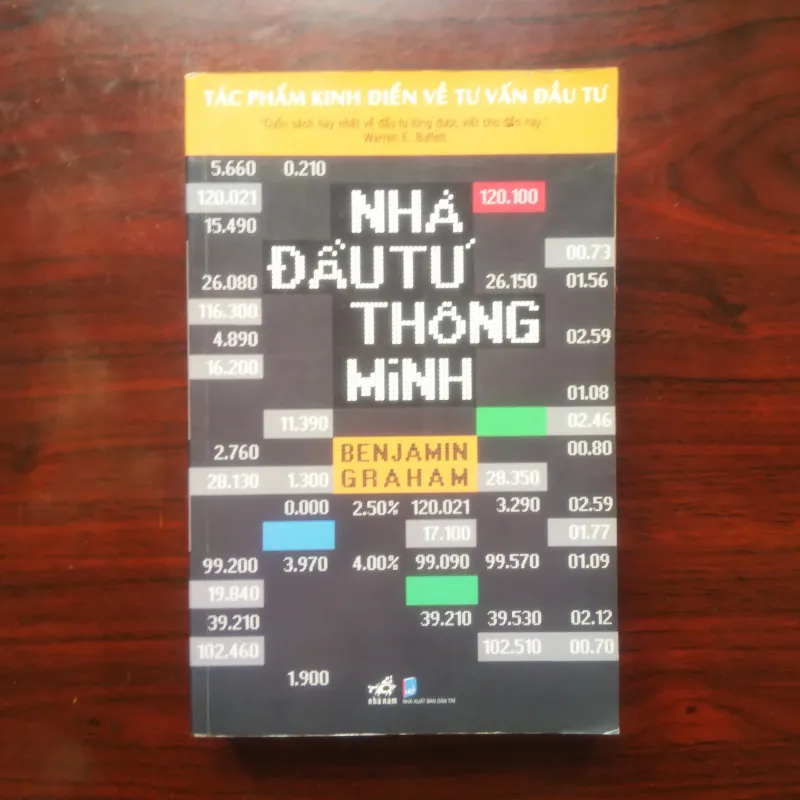 TÁC PHẨM KINH ĐIỂN VỀ TƯ VẤN ĐẦU TƯ
"Cuốn sách hay nhất về đầu tư từng được viết cho đến nay."
Warren E. Buffett
5.660 0.210
120.021 NHÀ 120.100
15.490
00.73
26.080 ĐẦU TƯ 26.150 01.56
116.300
4.890 THÔNG 02.59
16.200
MINH 01.08
11.390 02.46
2.760 BENJAMIN 00.80
28.130 1.300 GRAHAM 28.350
0.000 2.50% 120.021 3.290 02.59
17.100 01.77
99.200 3.970 4.00% 99.090 99.570 01.09
19.840
39.210 39.210 39.530 02.12
102.460 102.510 00.70
1.900
nhã nam NHÀ XUẤT BẢN DÂN TRÍ